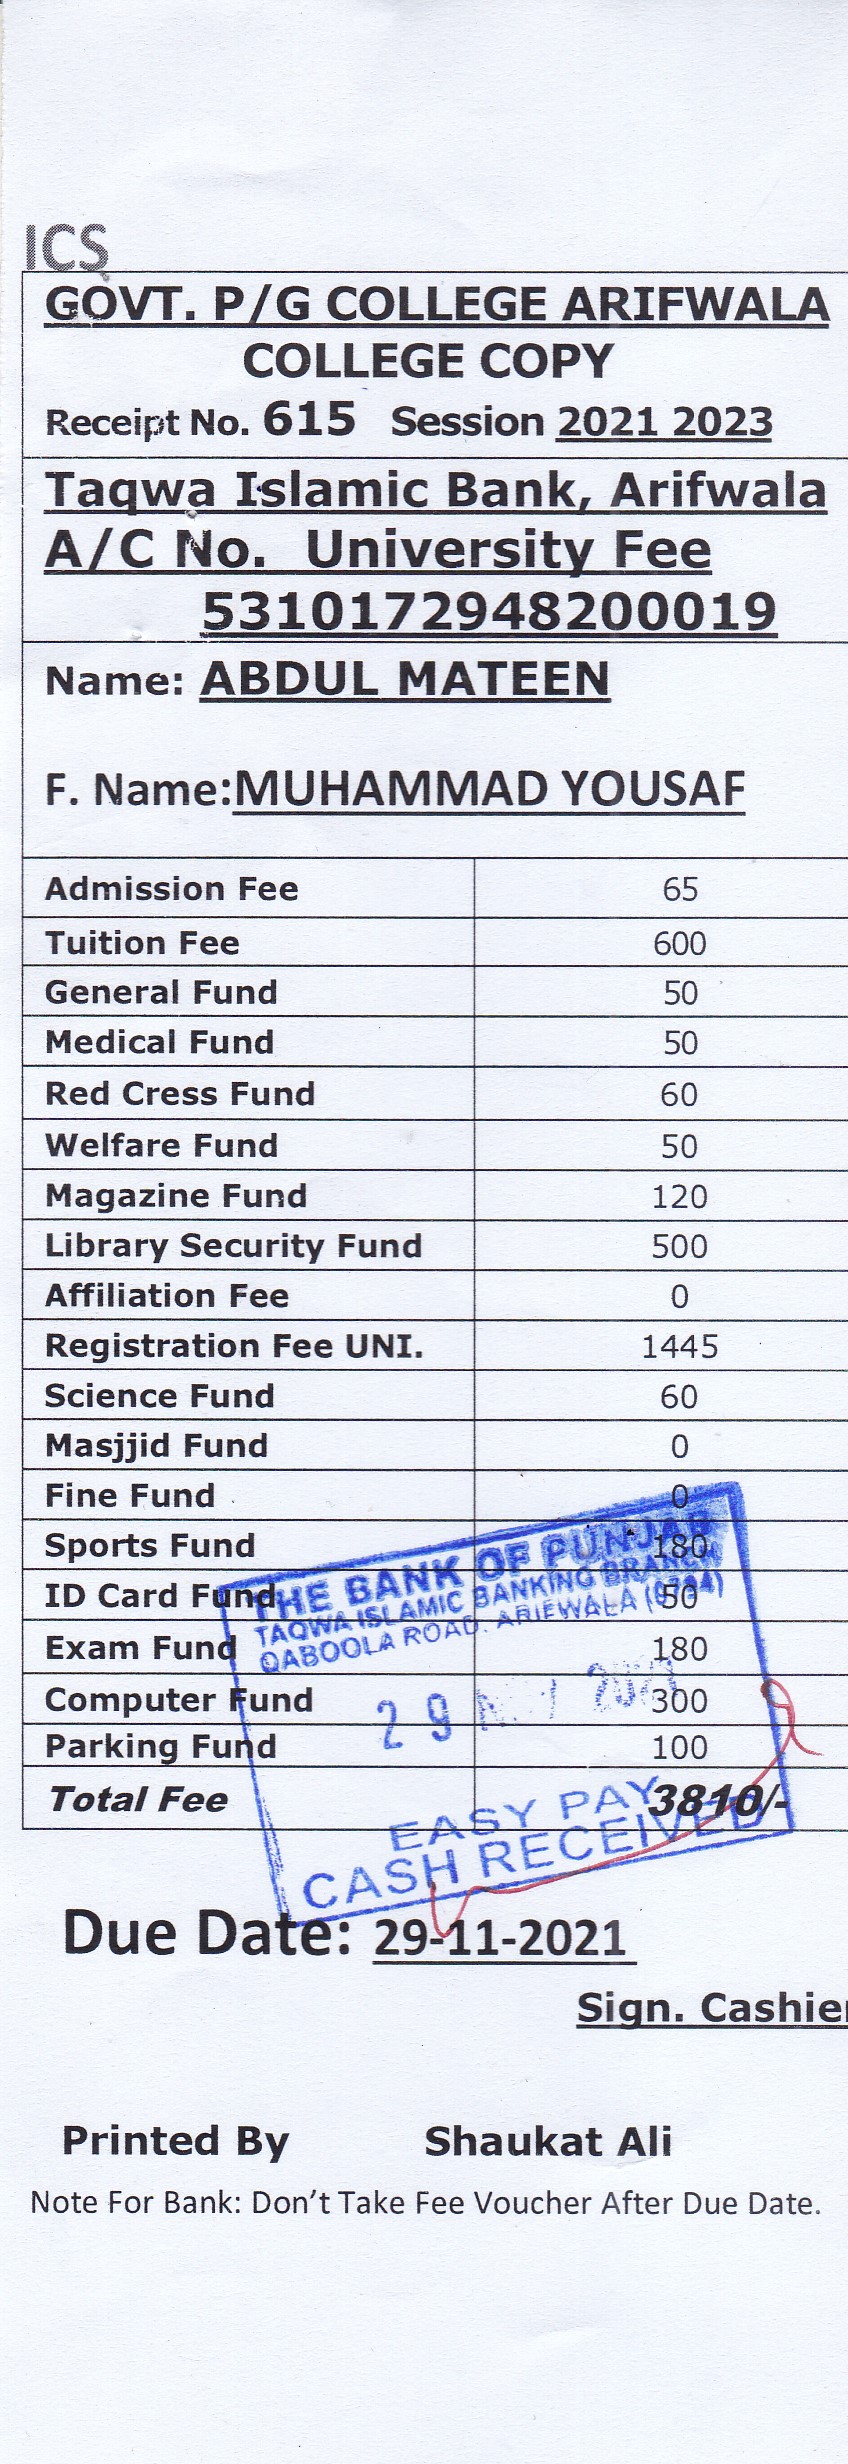 ICS
GOVT. P/G COLLEGE ARIFWALA
COLLEGE COPY
Receipt No. 615 Session 2021 2023
Taqwa Islamic Bank, Arifwala
A/C No. University Fee
5310172948200019
Name: ABDUL MATEEN
F. Name: MUHAMMAD YOUSAF
Admission Fee 65
Tuition Fee 600
General Fund 50
Medical Fund 50
Red Cress Fund 60
Welfare Fund 50
Magazine Fund 120
Library Security Fund 500
Affiliation Fee 0
Registration Fee UNI. 1445
Science Fund 60
Masjjid Fund 0
Fine Fund 0
Sports Fund 180
ID Card Fund 50
Exam Fund 180
Computer Fund 300
Parking Fund 100
Total Fee 3810/-
THE BANK OF PUNJAB
TAQWA ISLAMIC BANKING BRANCH
QABOOLA ROAD. ARIFWALA
29 2021
EASY PAY
CASH RECEIVED
Due Date: 29-11-2021
Sign. Cashier
Printed By Shaukat Ali
Note For Bank: Don't Take Fee Voucher After Due Date.